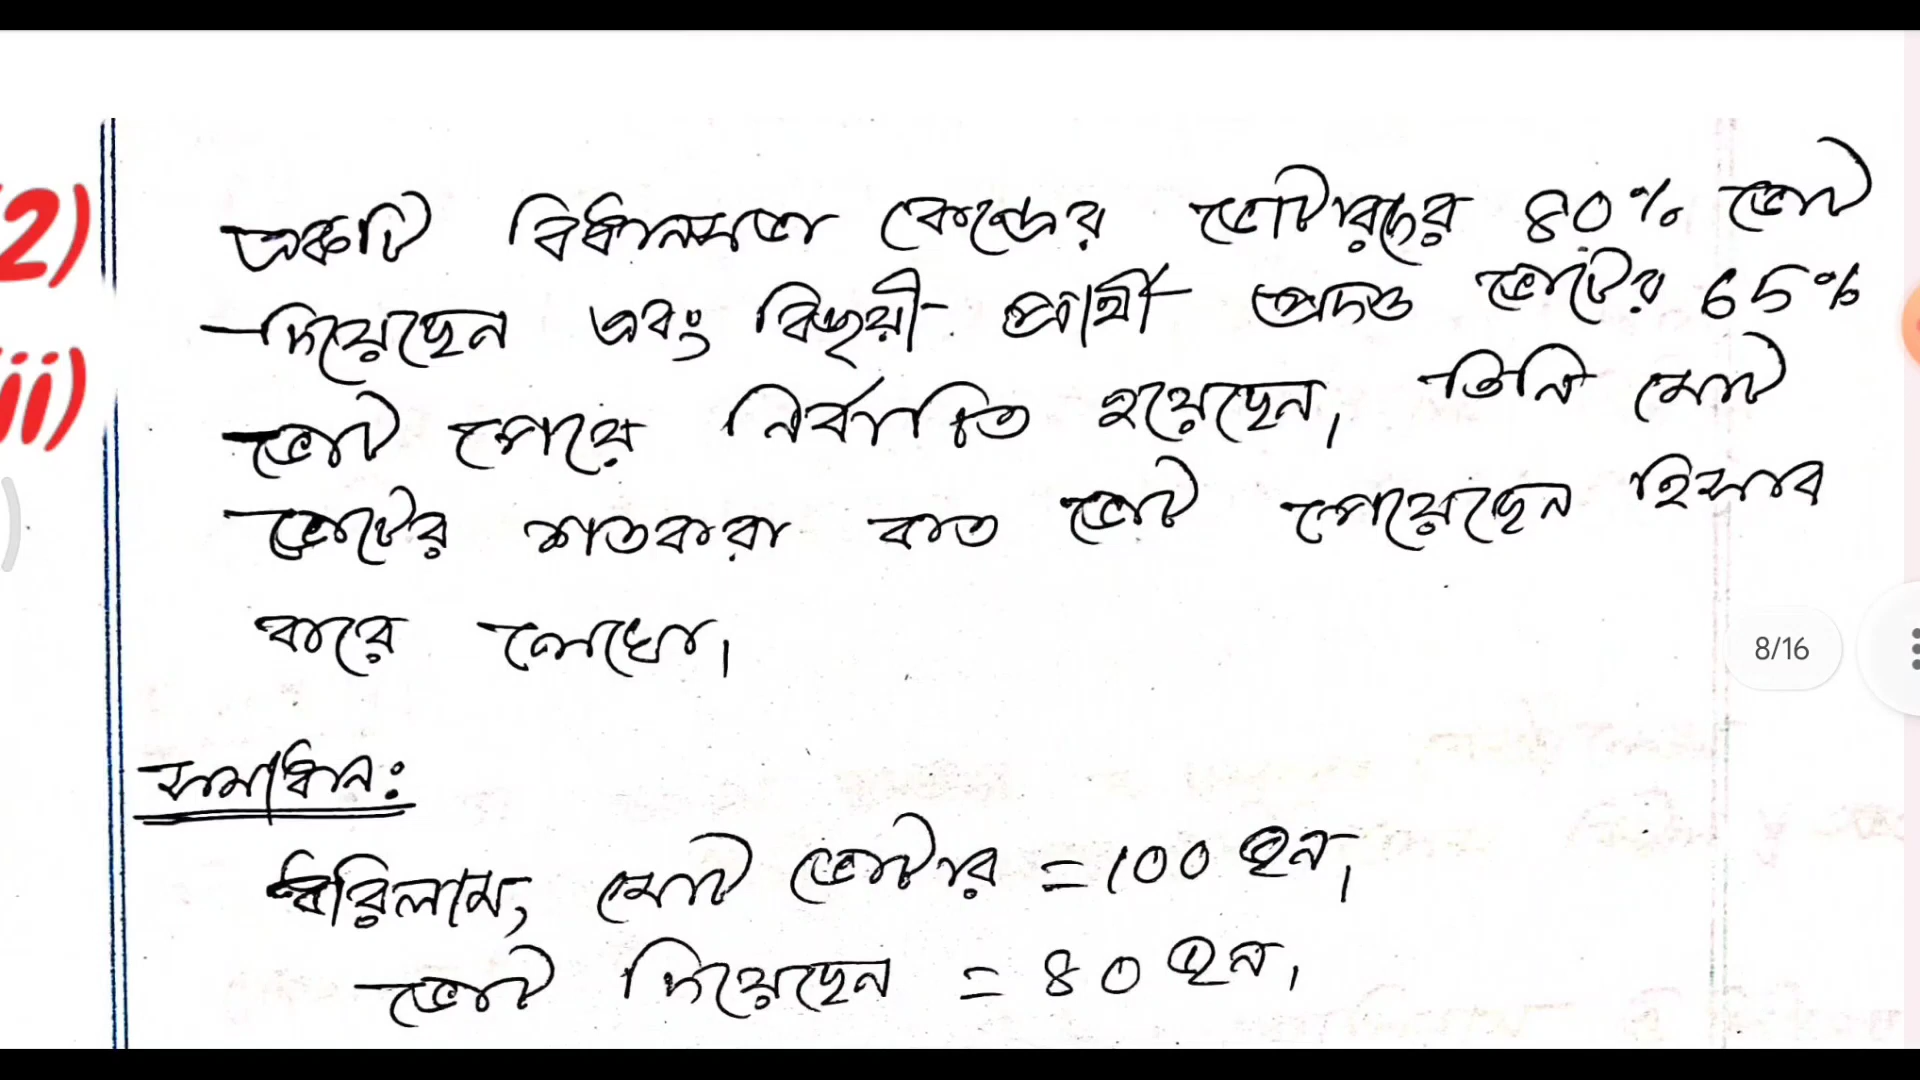 2)
একটি বিধানসভা কেন্দ্রের ভোটারদের 80% ভোট
দিয়েছেন এবং বিজয়ী প্রার্থী প্রদত্ত ভোটের 65%
ii)
ভোট পেয়ে নির্বাচিত হয়েছেন। তিনি মোট
)
ভোটের শতকরা কত ভোট পেয়েছেন হিসাব
করে লেখো।
8/16
সমাধান:
ধরিলাম, মোট ভোটার = 100 জন।
ভোট দিয়েছেন = 80 জন।